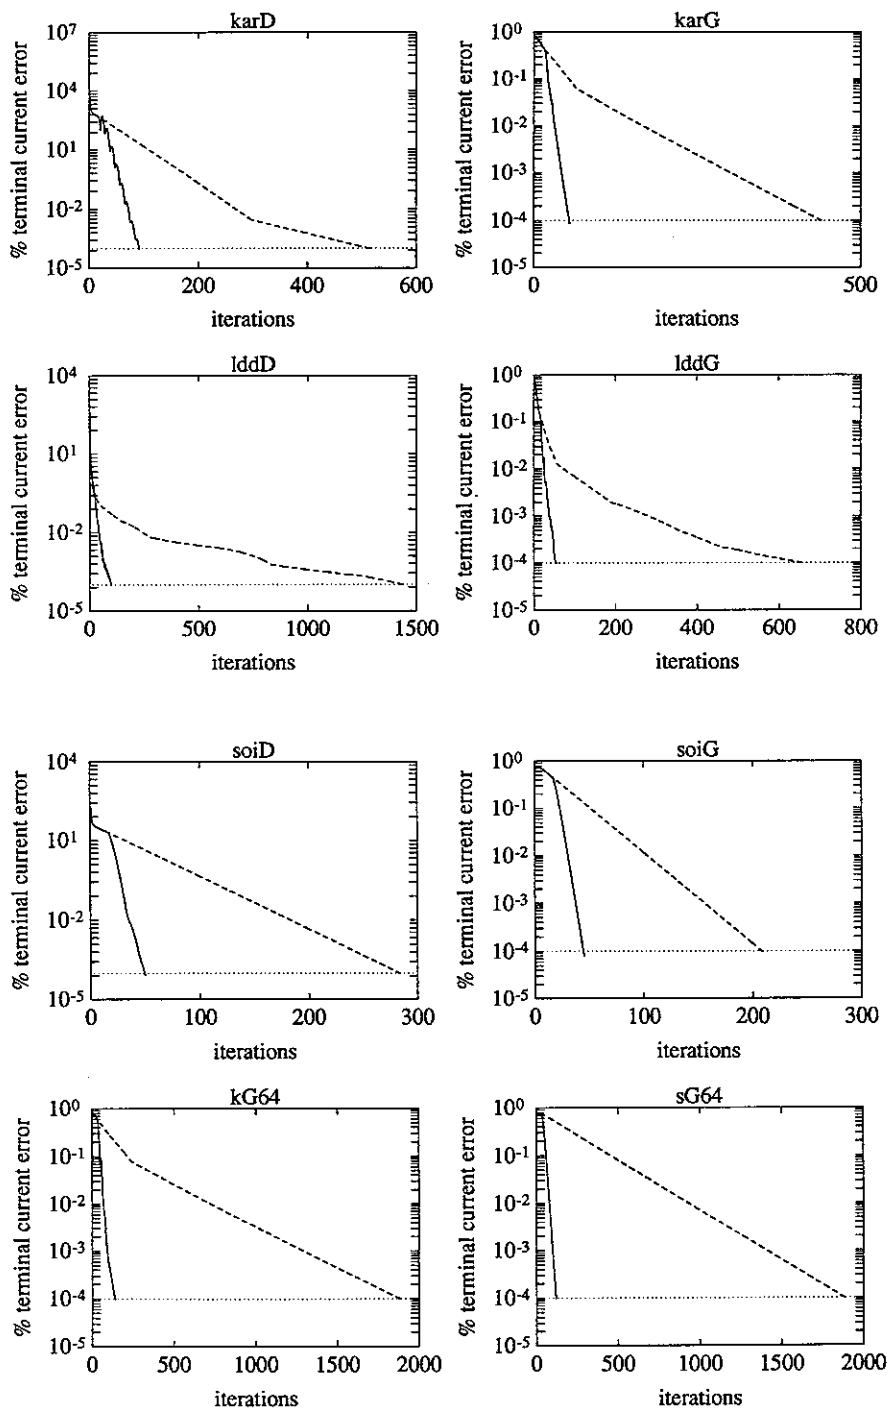 karD
% terminal current error
10^7
10^4
10^1
10^-2
10^-5
0 200 400 600
iterations
karG
% terminal current error
10^0
10^-1
10^-2
10^-3
10^-4
10^-5
0 500
iterations
lddD
% terminal current error
10^4
10^1
10^-2
10^-5
0 500 1000 1500
iterations
lddG
% terminal current error
10^0
10^-1
10^-2
10^-3
10^-4
10^-5
0 200 400 600 800
iterations
soiD
% terminal current error
10^4
10^1
10^-2
10^-5
0 100 200 300
iterations
soiG
% terminal current error
10^0
10^-1
10^-2
10^-3
10^-4
10^-5
0 100 200 300
iterations
kG64
% terminal current error
10^0
10^-1
10^-2
10^-3
10^-4
10^-5
0 500 1000 1500 2000
iterations
sG64
% terminal current error
10^0
10^-1
10^-2
10^-3
10^-4
10^-5
0 500 1000 1500 2000
iterations